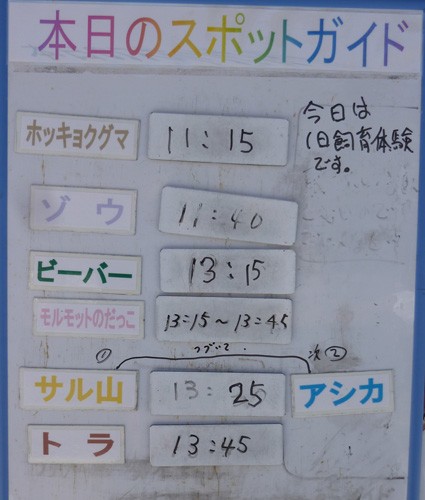 本日のスポットガイド
ホッキョクグマ 11:15
今日は
1日飼育体験
です。
ゾウ 11:40
ビーバー 13:15
モルモットのだっこ 13:15〜13:45
① つづいて 次②
サル山 13:25 アシカ
トラ 13:45